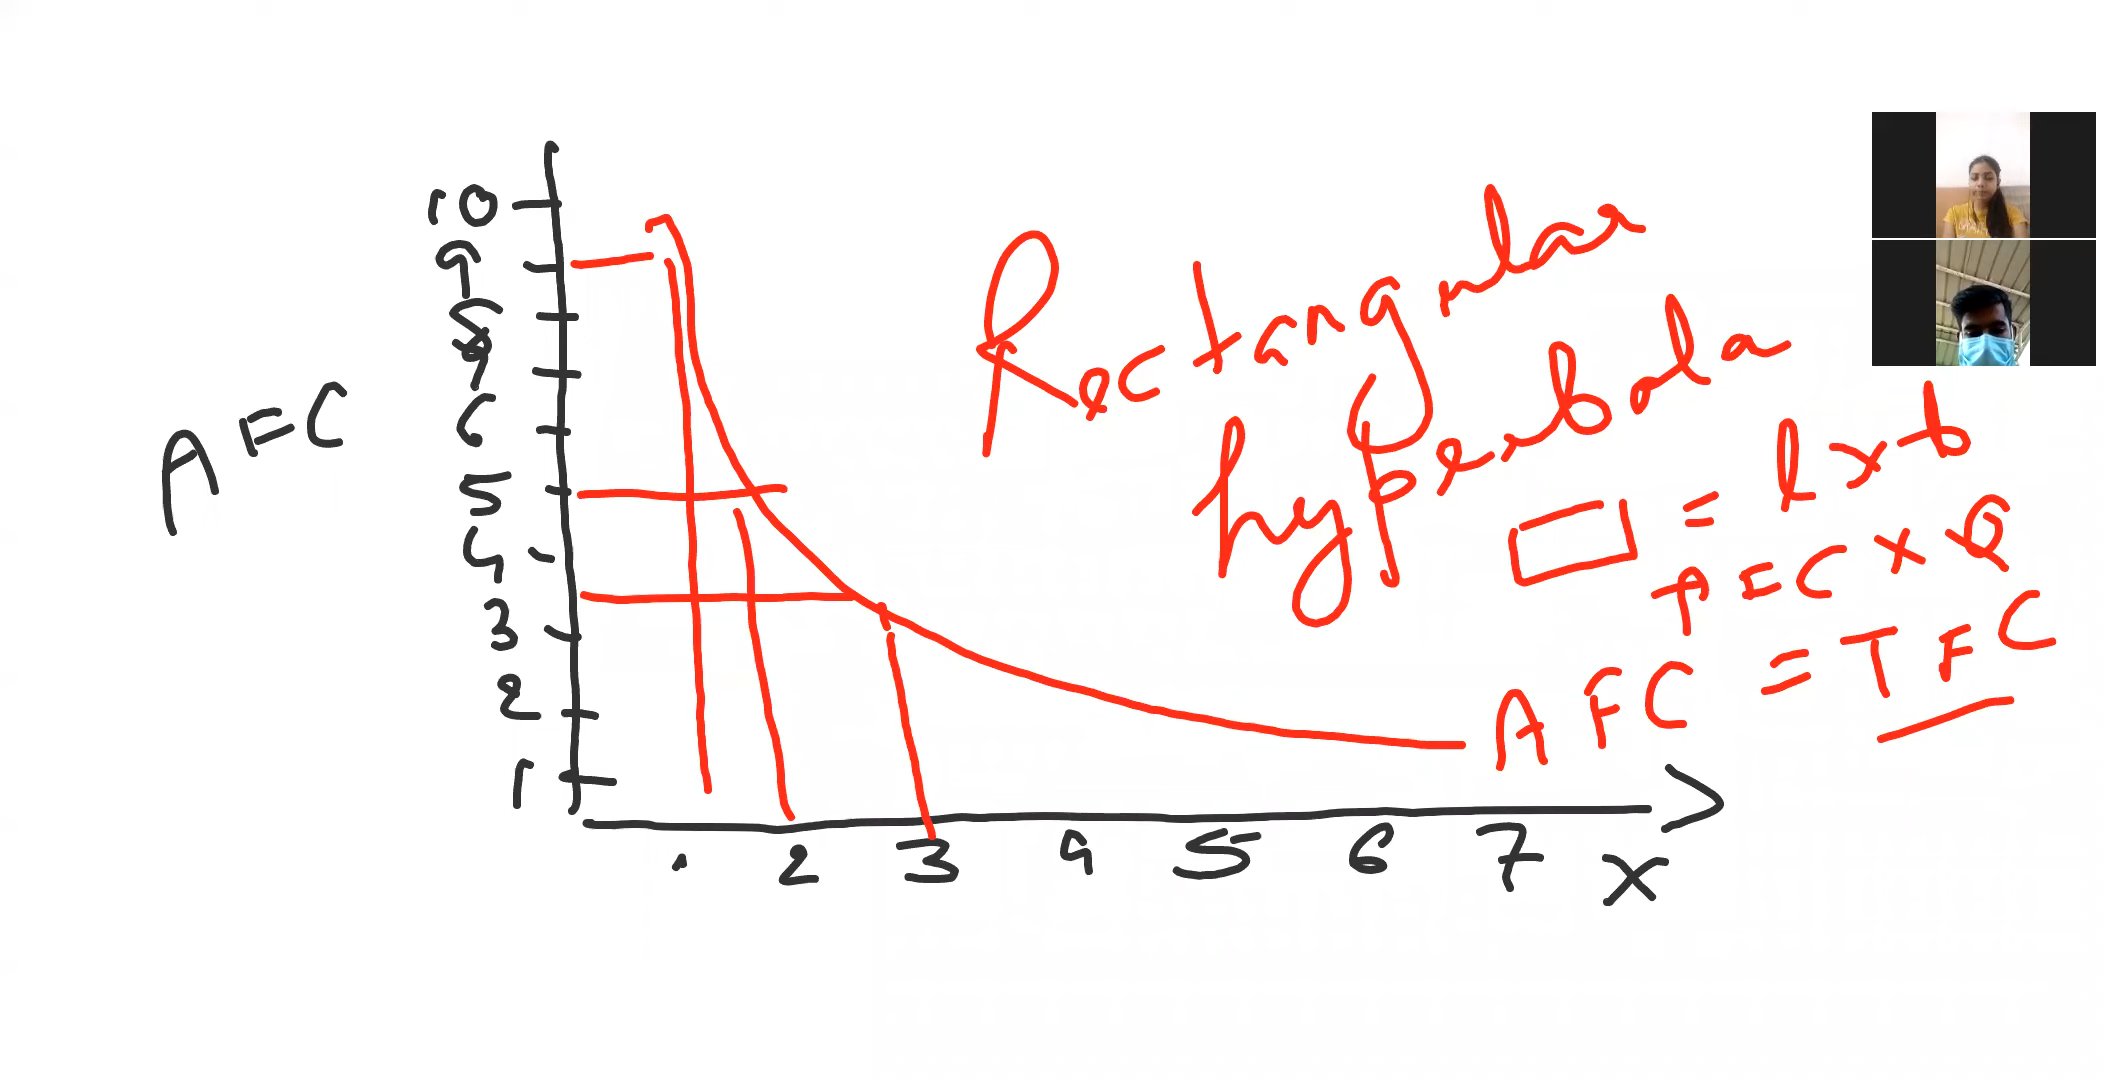 10
9
8
7
6
5
4
3
2
1
AFC
Rectangular
hyperbola
= l x b
AFC x Q
= TFC
AFC
2 3 4 5 6 7 X